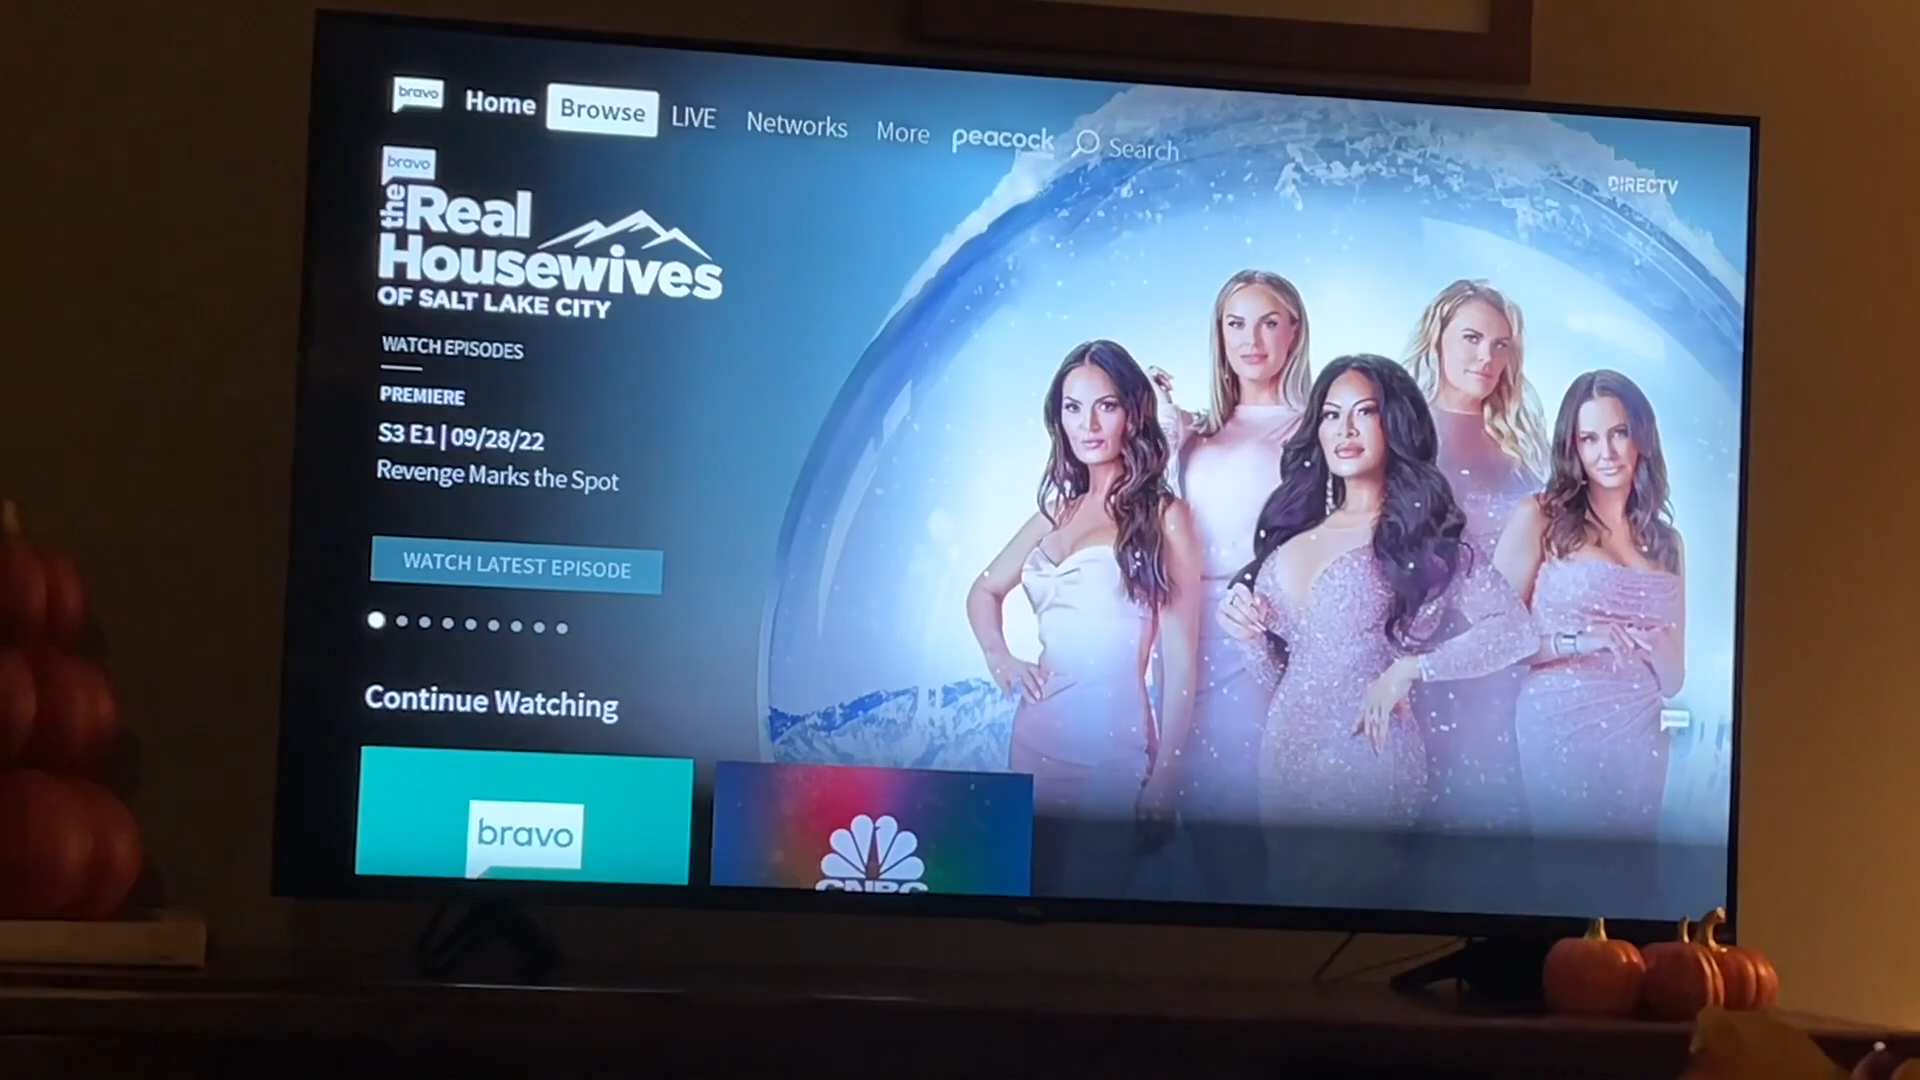 bravo Home Browse LIVE Networks More peacock Search
DIRECTV
bravo
the Real
Housewives
OF SALT LAKE CITY
WATCH EPISODES
PREMIERE
S3 E1 | 09/28/22
Revenge Marks the Spot
WATCH LATEST EPISODE
Continue Watching
bravo
CNBC